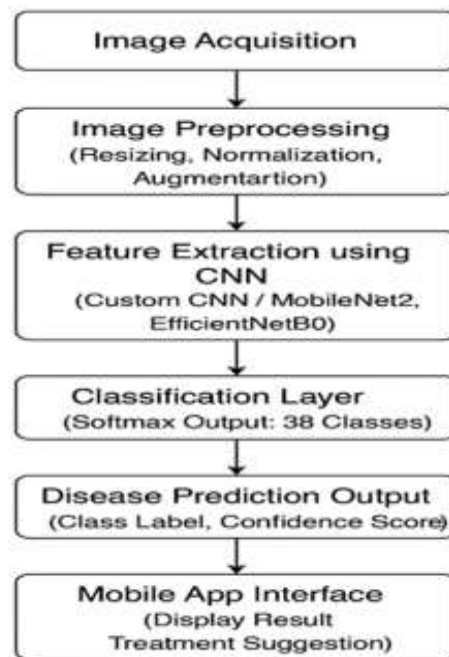 Image Acquisition
Image Preprocessing
(Resizing, Normalization,
Augmentartion)
Feature Extraction using
CNN
(Custom CNN / MobileNet2,
EfficientNetB0)
Classification Layer
(Softmax Output: 38 Classes)
Disease Prediction Output
(Class Label, Confidence Score)
Mobile App Interface
(Display Result
Treatment Suggestion)